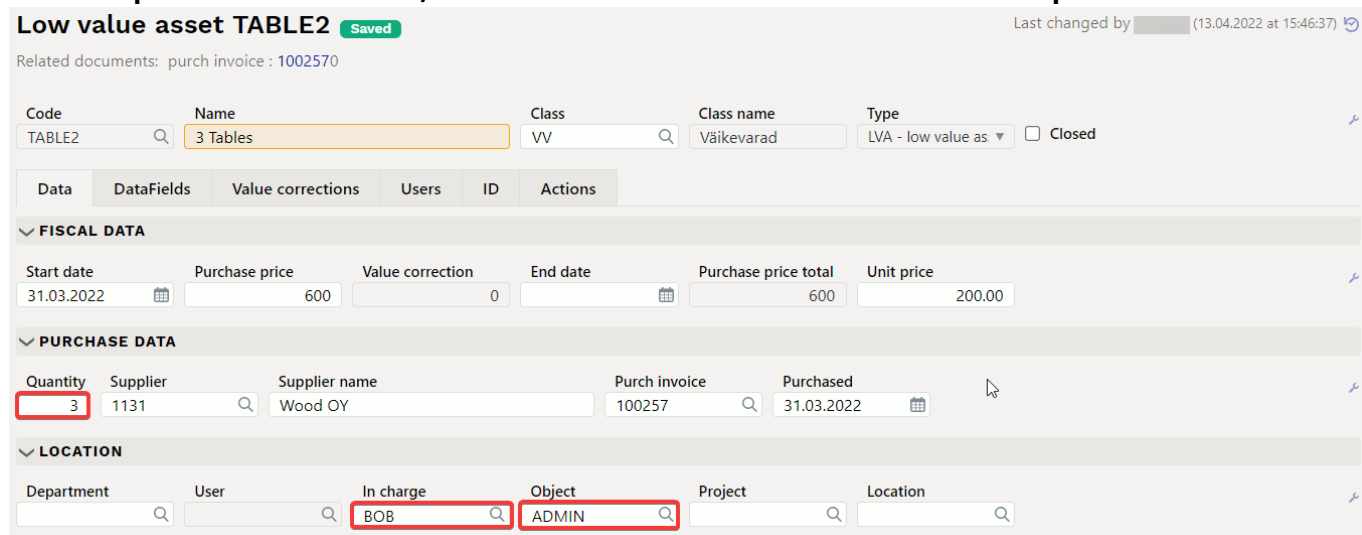 Low value asset TABLE2 Saved Last changed by (13.04.2022 at 15:46:37)
Related documents: purch invoice : 1002570
Code Name Class Class name Type
TABLE2 3 Tables VV Väikevarad LVA - low value as Closed
Data DataFields Value corrections Users ID Actions
FISCAL DATA
Start date Purchase price Value correction End date Purchase price total Unit price
31.03.2022 600 0 600 200.00
PURCHASE DATA
Quantity Supplier Supplier name Purch invoice Purchased
3 1131 Wood OY 100257 31.03.2022
LOCATION
Department User In charge Object Project Location
BOB ADMIN